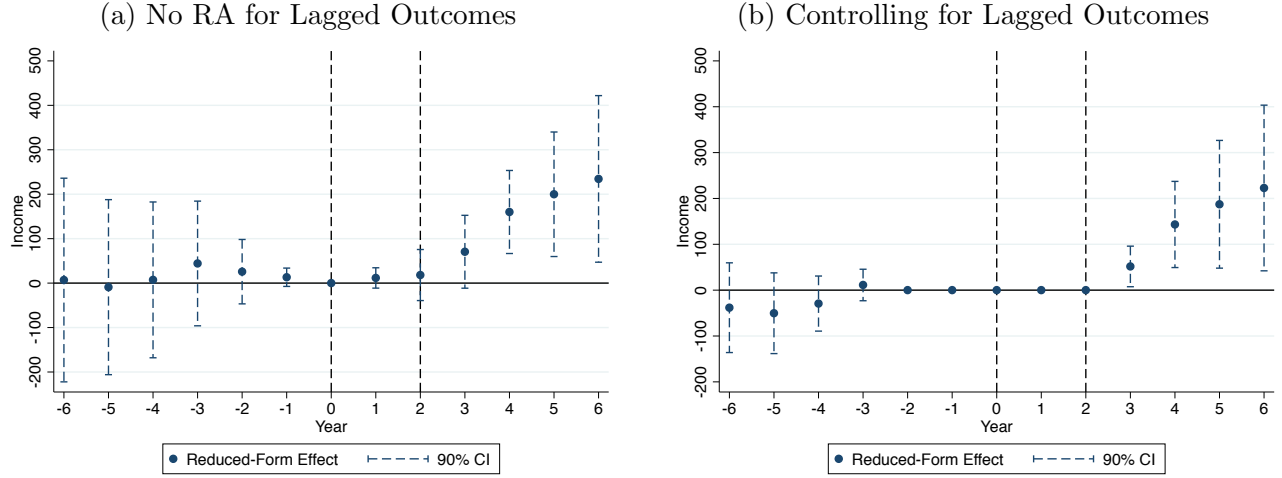 (a) No RA for Lagged Outcomes
500
400
300
200
100
0
-100
-200
Income
-6 -5 -4 -3 -2 -1 0 1 2 3 4 5 6
Year
Reduced-Form Effect 90% CI
(b) Controlling for Lagged Outcomes
500
400
300
200
100
0
-100
-200
Income
-6 -5 -4 -3 -2 -1 0 1 2 3 4 5 6
Year
Reduced-Form Effect 90% CI